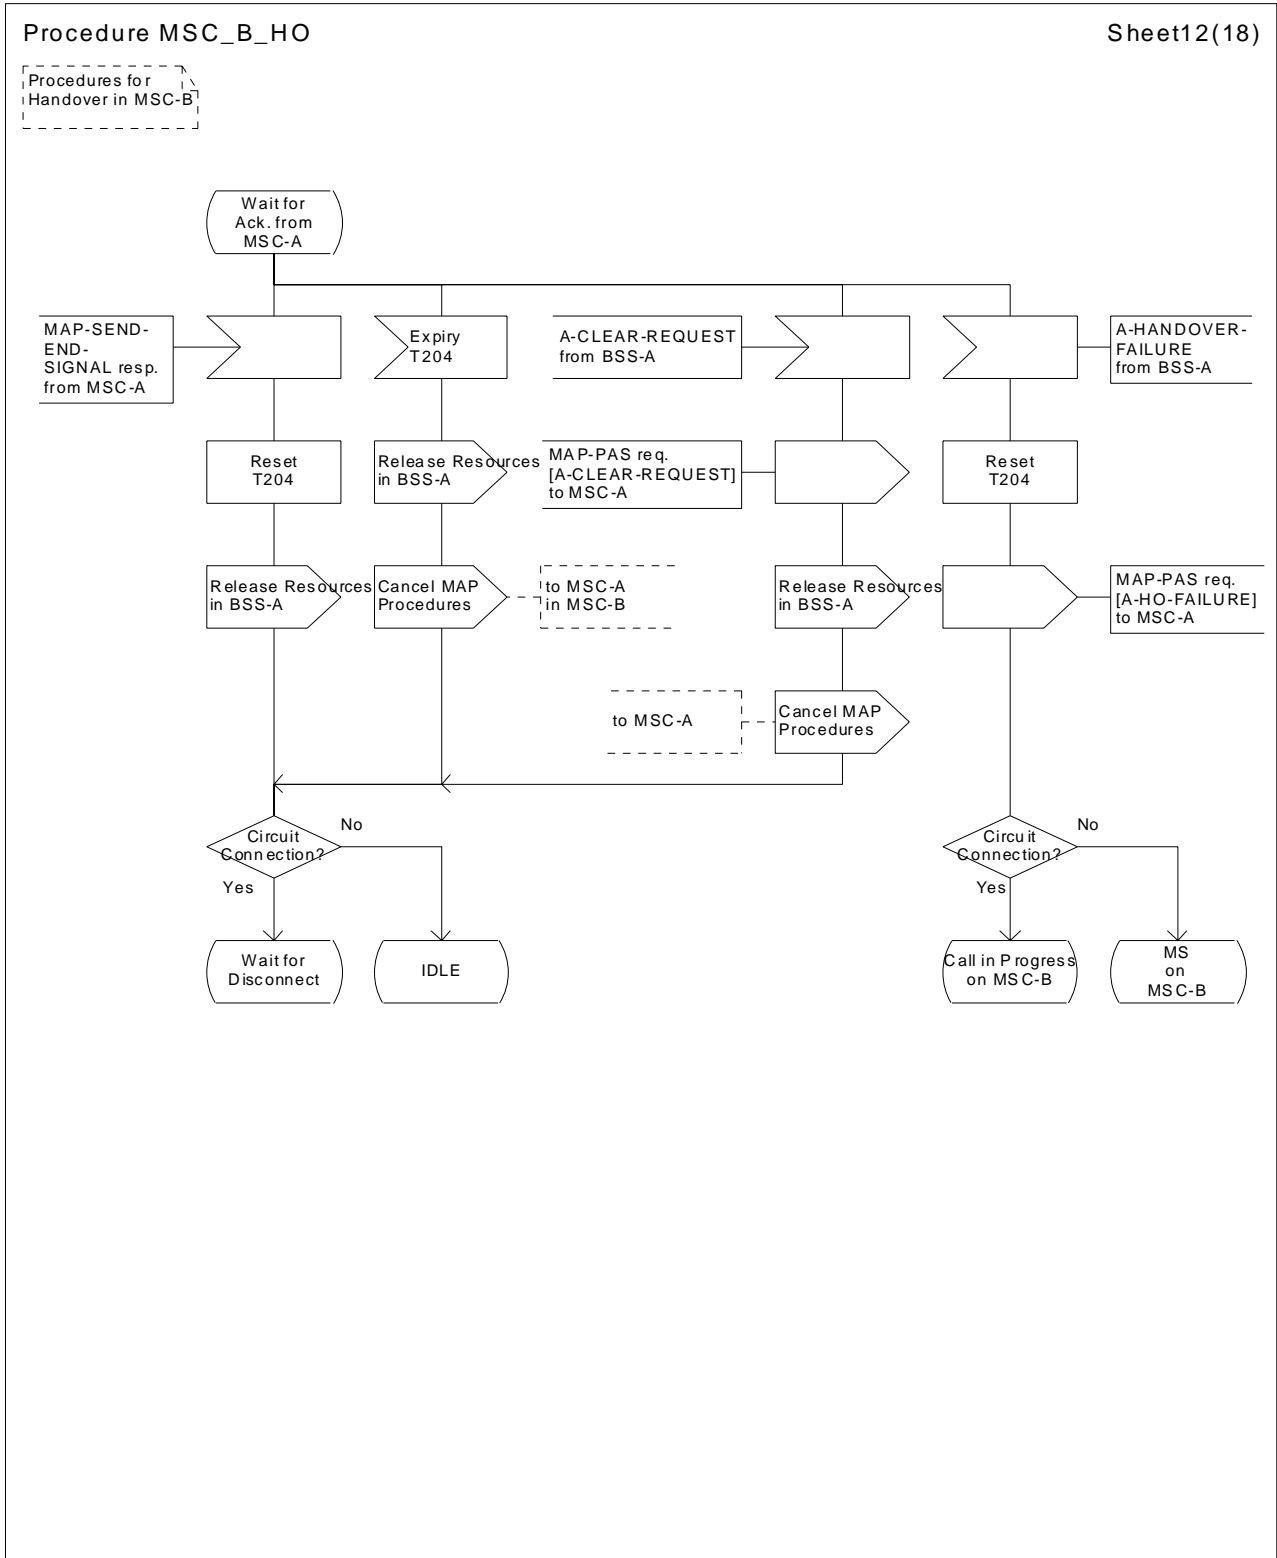 Procedure MSC_B_HO
Sheet12(18)
Procedures for
Handover in MSC-B
Wait for
Ack. from
MSC-A
MAP-SEND-
END-
SIGNAL resp.
from MSC-A
Expiry
T204
A-CLEAR-REQUEST
from BSS-A
A-HANDOVER-
FAILURE
from BSS-A
Reset
T204
Release Resources
in BSS-A
MAP-PAS req.
[A-CLEAR-REQUEST]
to MSC-A
Reset
T204
Release Resources
in BSS-A
Cancel MAP
Procedures
to MSC-A
in MSC-B
Release Resources
in BSS-A
MAP-PAS req.
[A-HO-FAILURE]
to MSC-A
to MSC-A
Cancel MAP
Procedures
Circuit
Connection?
No
Yes
Circuit
Connection?
No
Yes
Wait for
Disconnect
IDLE
Call in Progress
on MSC-B
MS
on
MSC-B